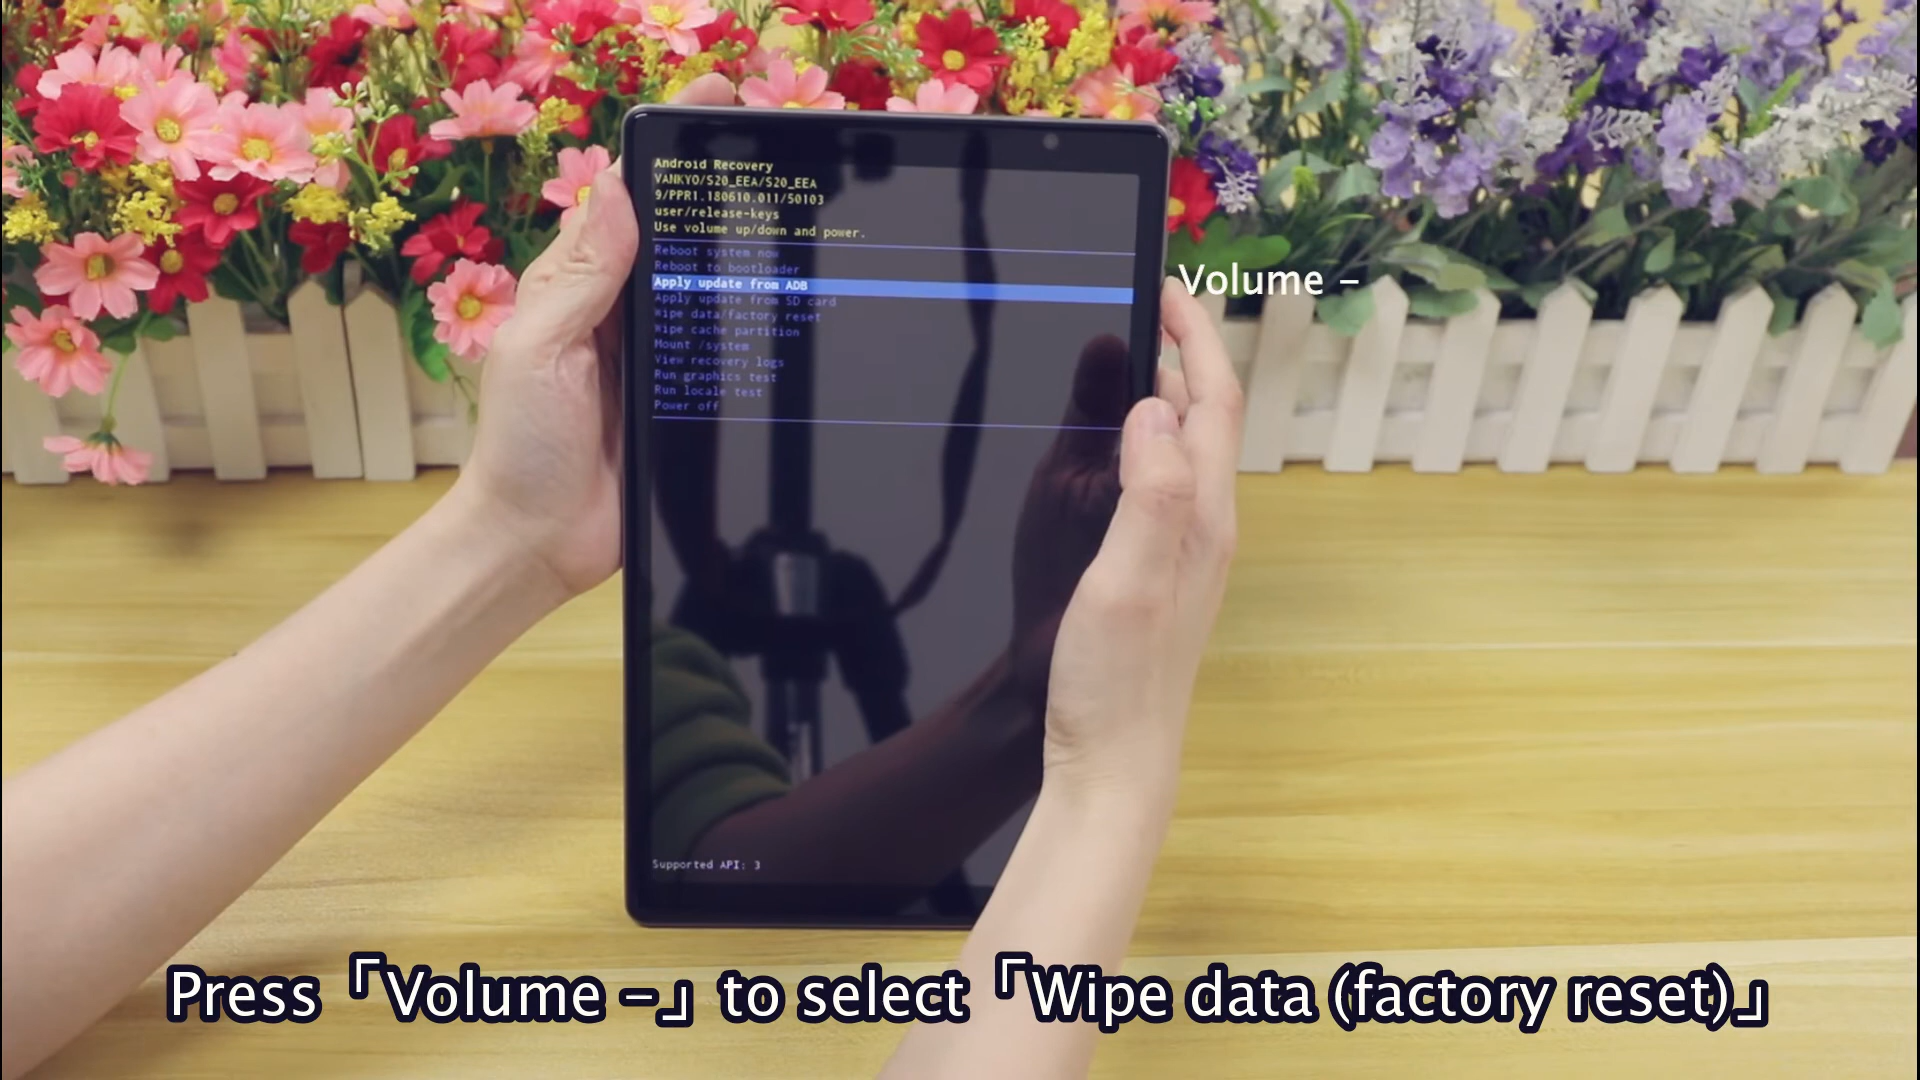 Android Recovery
VANKYO/S20_EEA/S20_EEA
9/PPR1.180610.011/50103
user/release-keys
Use volume up/down and power.
Reboot system now
Reboot to bootloader
Apply update from ADB
Apply update from SD card
Wipe data/factory reset
Wipe cache partition
Mount /system
View recovery logs
Run graphics test
Run locale test
Power off
Volume –
Supported API: 3
Press「Volume –」to select「Wipe data (factory reset)」